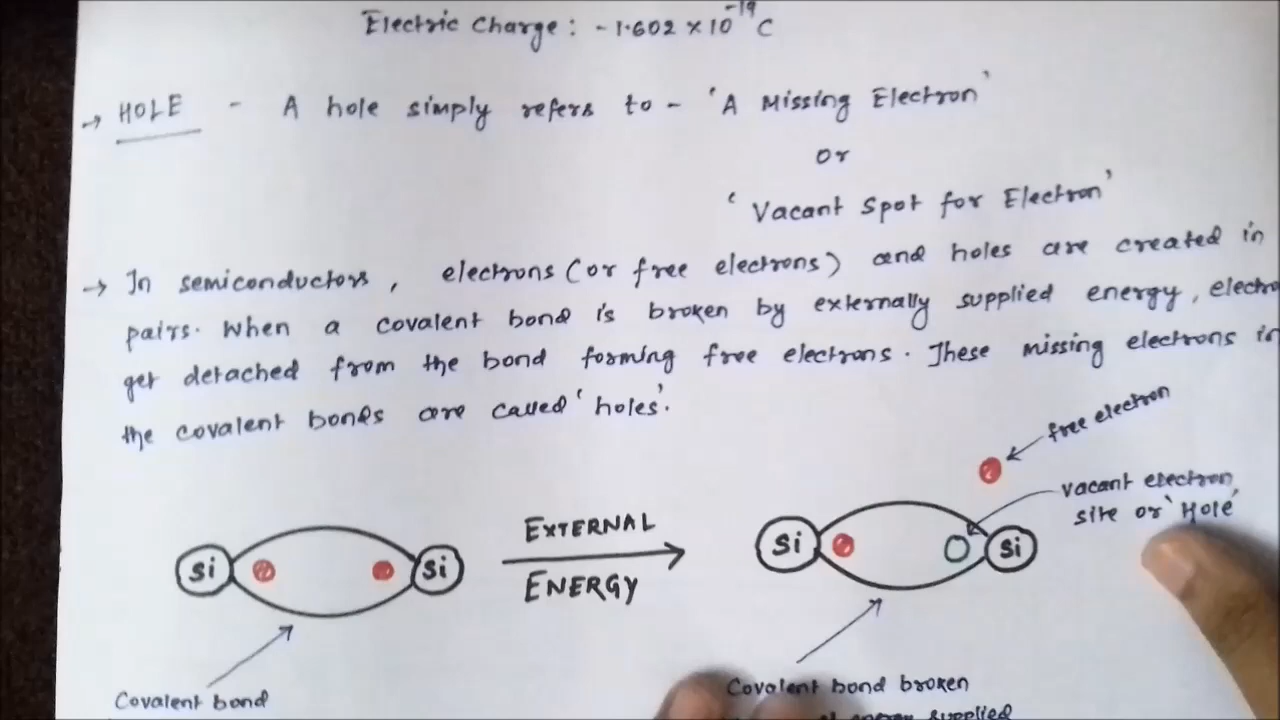 Electric Charge : -1.602 × 10⁻¹⁹ C
→ HOLE - A hole simply refers to - 'A Missing Electron'
or
'Vacant Spot for Electron'
→ In semiconductors, electrons (or free electrons) and holes are created in
pairs. When a covalent bond is broken by externally supplied energy, electro
get detached from the bond forming free electrons. These missing electrons in
the covalent bonds are called 'holes'.
free electron
vacant electron
site or 'Hole'
EXTERNAL
ENERGY
Si Si Si Si
Covalent bond
Covalent bond broken
energy supplied